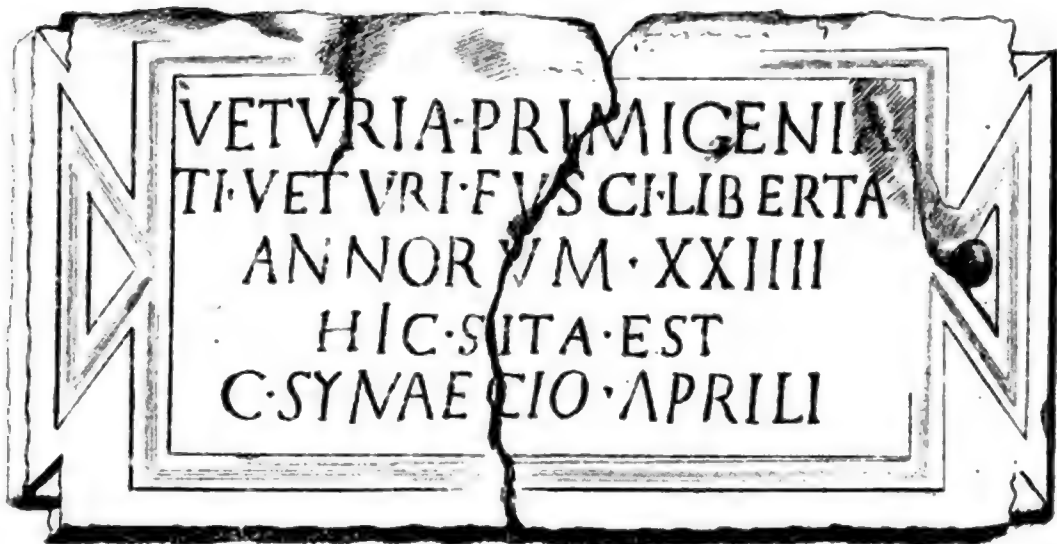 VETVRIA·PRIMIGENIA
TI·VETVRI·FVSCI·LIBERTA
ANNORVM·XXIIII
HIC·SITA·EST
C·SYNAECIO·APRILI